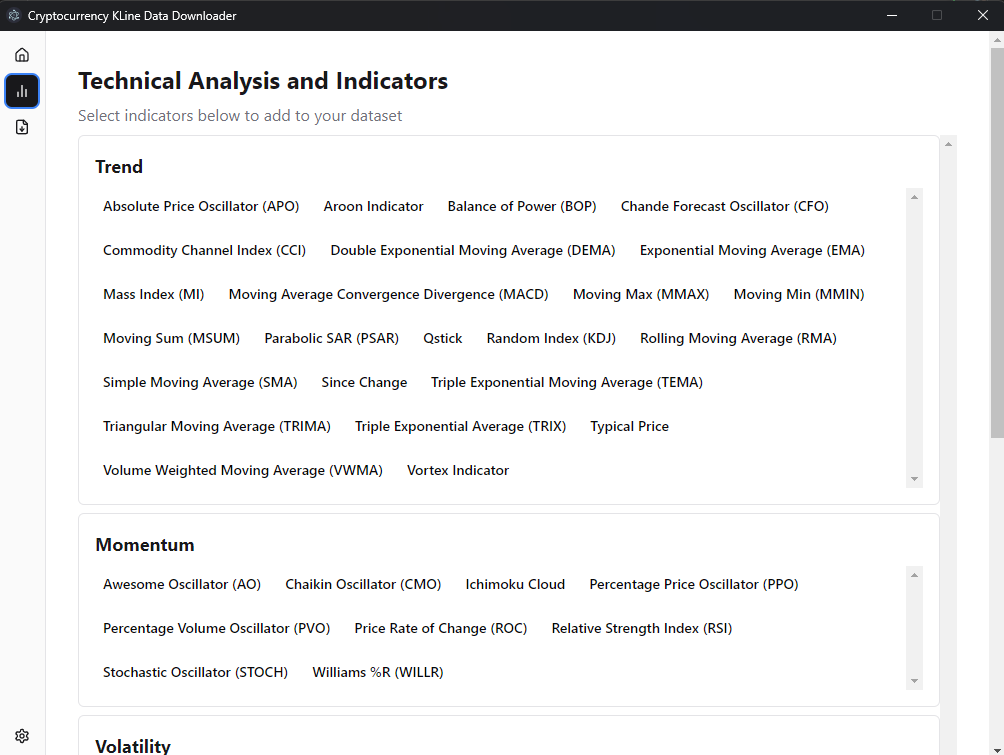 Cryptocurrency KLine Data Downloader
Technical Analysis and Indicators
Select indicators below to add to your dataset
Trend
Absolute Price Oscillator (APO) Aroon Indicator Balance of Power (BOP) Chande Forecast Oscillator (CFO)
Commodity Channel Index (CCI) Double Exponential Moving Average (DEMA) Exponential Moving Average (EMA)
Mass Index (MI) Moving Average Convergence Divergence (MACD) Moving Max (MMAX) Moving Min (MMIN)
Moving Sum (MSUM) Parabolic SAR (PSAR) Qstick Random Index (KDJ) Rolling Moving Average (RMA)
Simple Moving Average (SMA) Since Change Triple Exponential Moving Average (TEMA)
Triangular Moving Average (TRIMA) Triple Exponential Average (TRIX) Typical Price
Volume Weighted Moving Average (VWMA) Vortex Indicator
Momentum
Awesome Oscillator (AO) Chaikin Oscillator (CMO) Ichimoku Cloud Percentage Price Oscillator (PPO)
Percentage Volume Oscillator (PVO) Price Rate of Change (ROC) Relative Strength Index (RSI)
Stochastic Oscillator (STOCH) Williams %R (WILLR)
Volatility